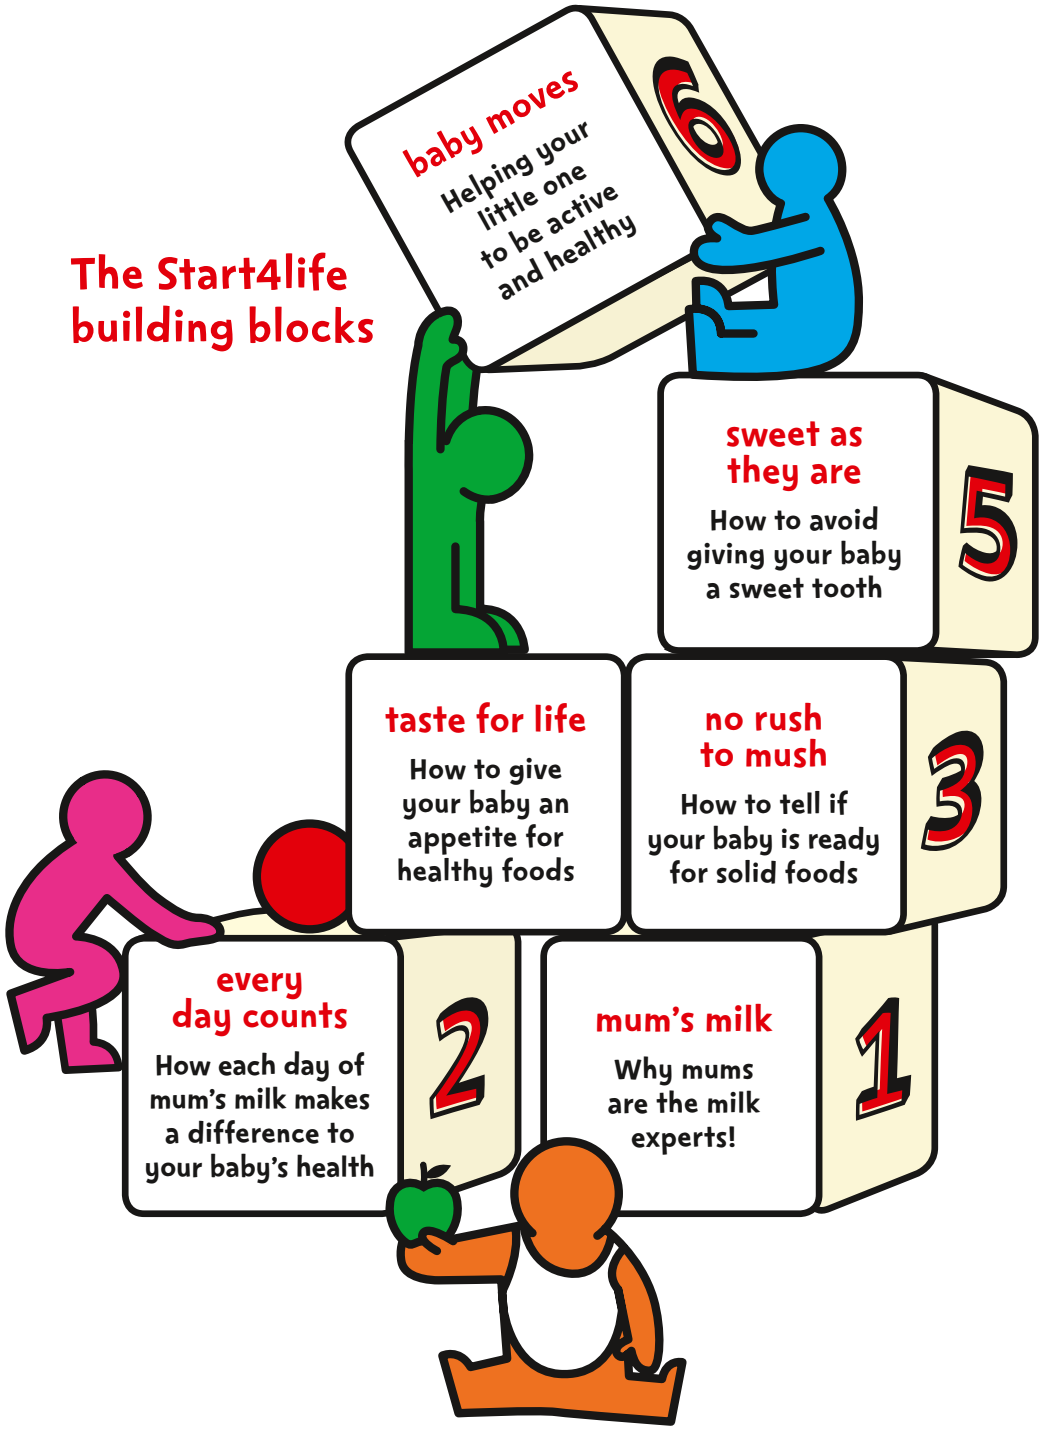 The Start4life
building blocks
baby moves
Helping your
little one
to be active
and healthy
6
sweet as
they are
How to avoid
giving your baby
a sweet tooth
5
taste for life
How to give
your baby an
appetite for
healthy foods
no rush
to mush
How to tell if
your baby is ready
for solid foods
3
every
day counts
How each day of
mum's milk makes
a difference to
your baby's health
2
mum's milk
Why mums
are the milk
experts!
1